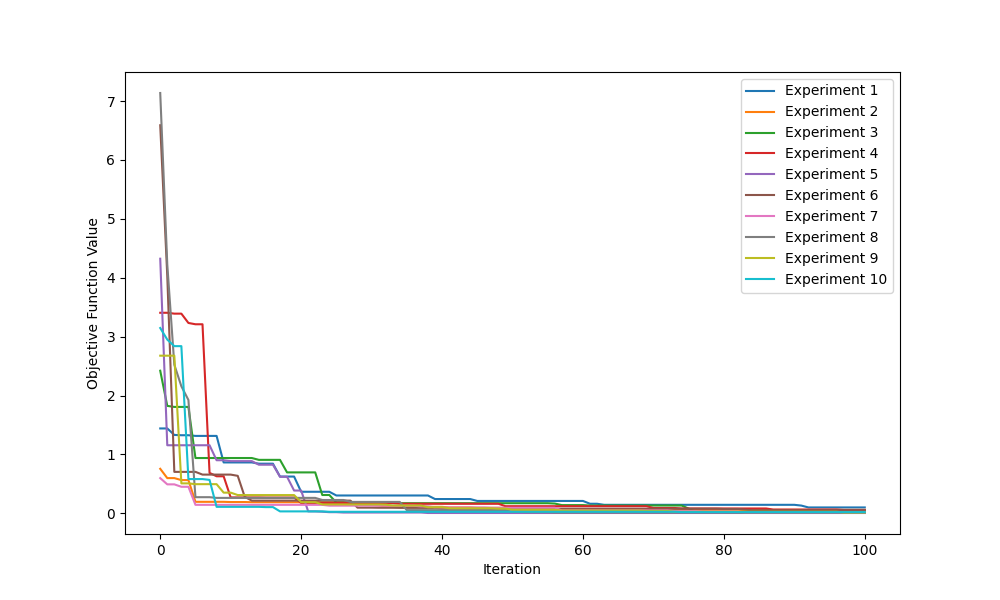 7
6
5
4
3
2
1
0
Objective Function Value
0 20 40 60 80 100
Iteration
Experiment 1
Experiment 2
Experiment 3
Experiment 4
Experiment 5
Experiment 6
Experiment 7
Experiment 8
Experiment 9
Experiment 10